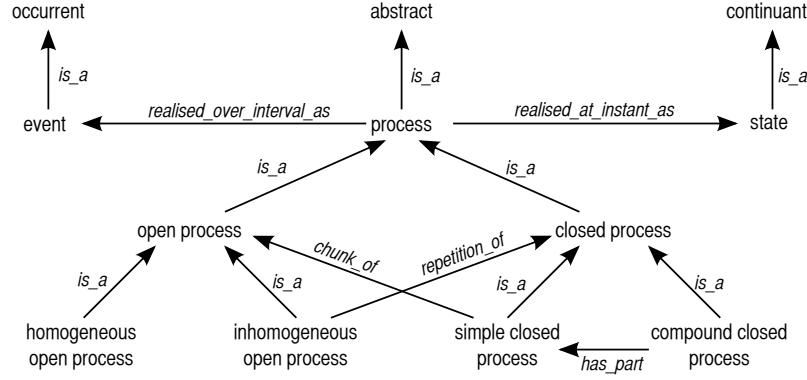 occurrent abstract continuant
is_a is_a is_a
realised_over_interval_as realised_at_instant_as
event process state
is_a is_a
open process closed process
chunk_of repetition_of
is_a is_a is_a is_a
homogeneous inhomogeneous simple closed compound closed
open process open process process process
has_part